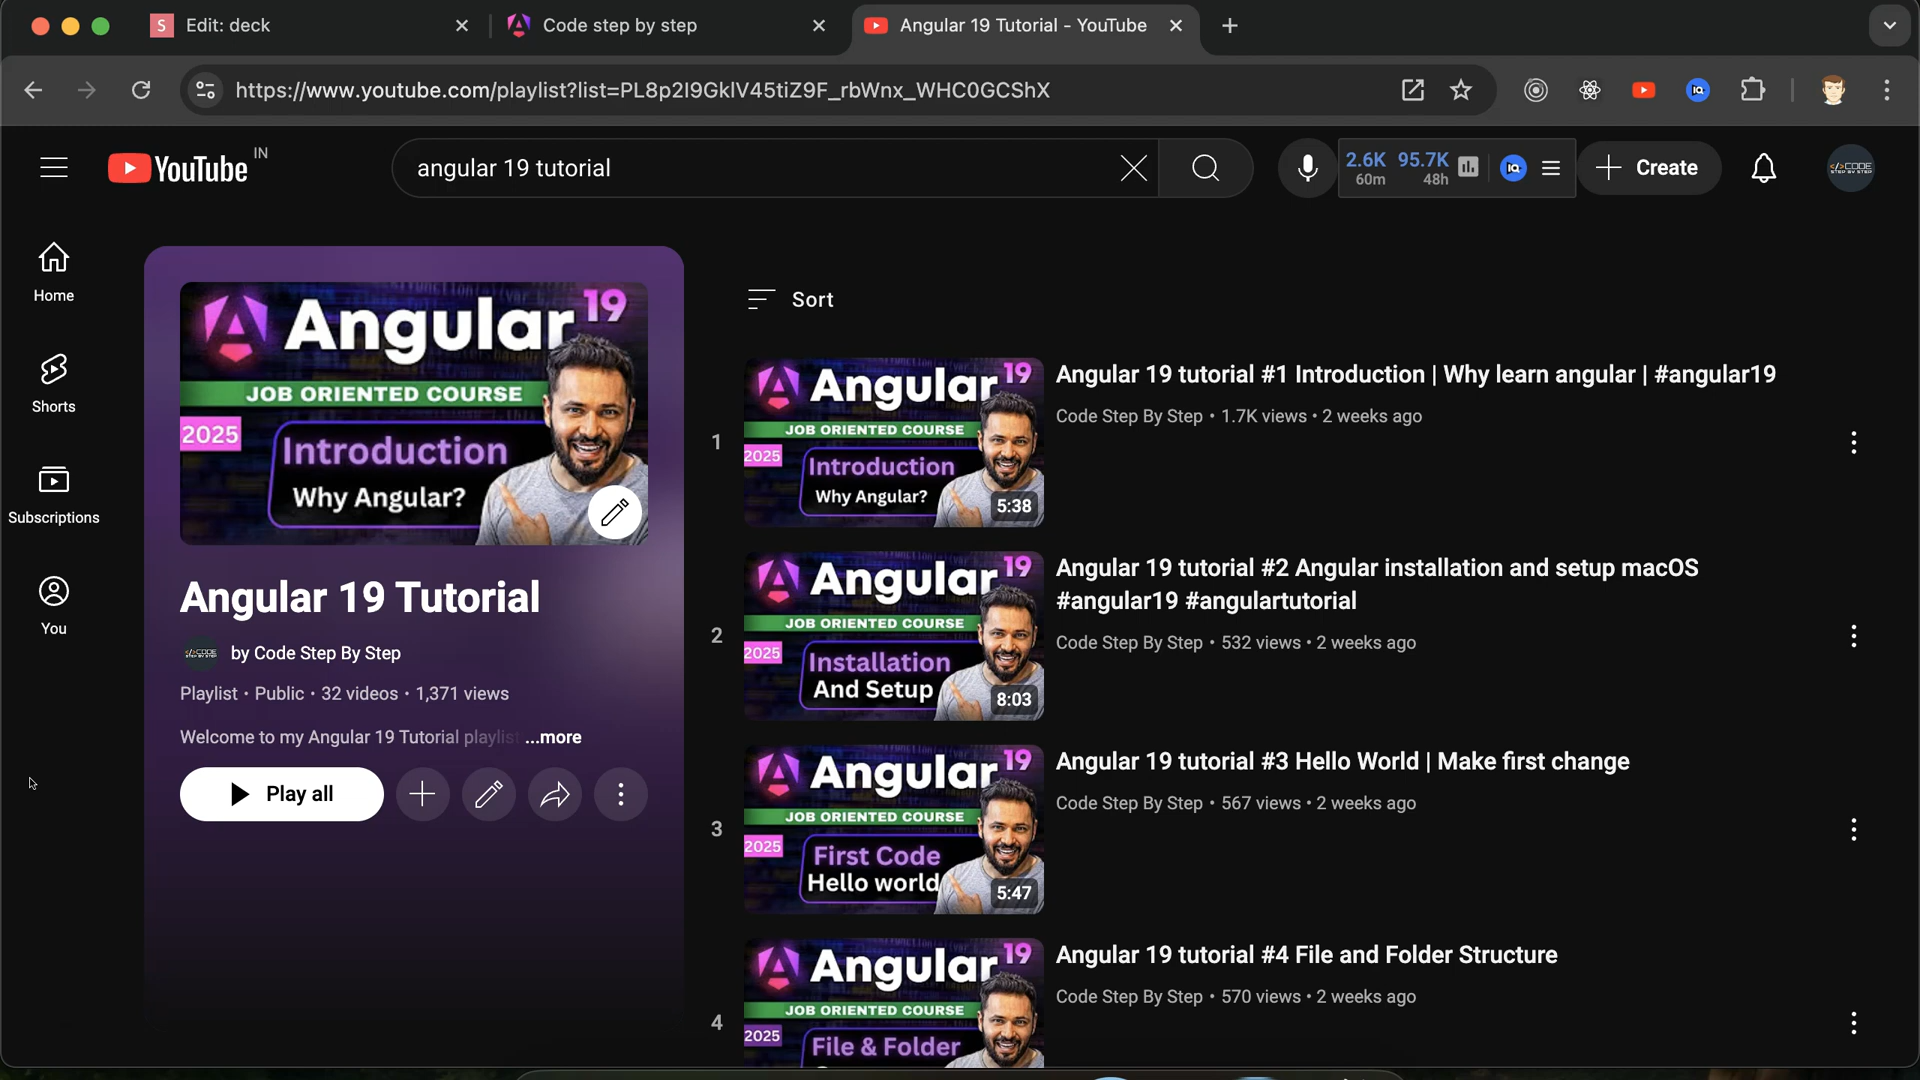 Edit: deck
Code step by step
Angular 19 Tutorial - YouTube
https://www.youtube.com/playlist?list=PL8p2I9GklV45tiZ9F_rbWnx_WHC0GCShX
YouTube IN
angular 19 tutorial
2.6K 95.7K
60m 48h
Create
Home
Shorts
Subscriptions
You
Angular 19
JOB ORIENTED COURSE
2025
Introduction
Why Angular?
Angular 19 Tutorial
by Code Step By Step
Playlist • Public • 32 videos • 1,371 views
Welcome to my Angular 19 Tutorial playlis ...more
Play all
Sort
1
Angular 19
JOB ORIENTED COURSE
2025
Introduction
Why Angular?
5:38
Angular 19 tutorial #1 Introduction | Why learn angular | #angular19
Code Step By Step • 1.7K views • 2 weeks ago
2
Angular 19
JOB ORIENTED COURSE
2025
Installation
And Setup
8:03
Angular 19 tutorial #2 Angular installation and setup macOS
#angular19 #angulartutorial
Code Step By Step • 532 views • 2 weeks ago
3
Angular 19
JOB ORIENTED COURSE
2025
First Code
Hello world
5:47
Angular 19 tutorial #3 Hello World | Make first change
Code Step By Step • 567 views • 2 weeks ago
4
Angular 19
JOB ORIENTED COURSE
2025
File & Folder
Angular 19 tutorial #4 File and Folder Structure
Code Step By Step • 570 views • 2 weeks ago